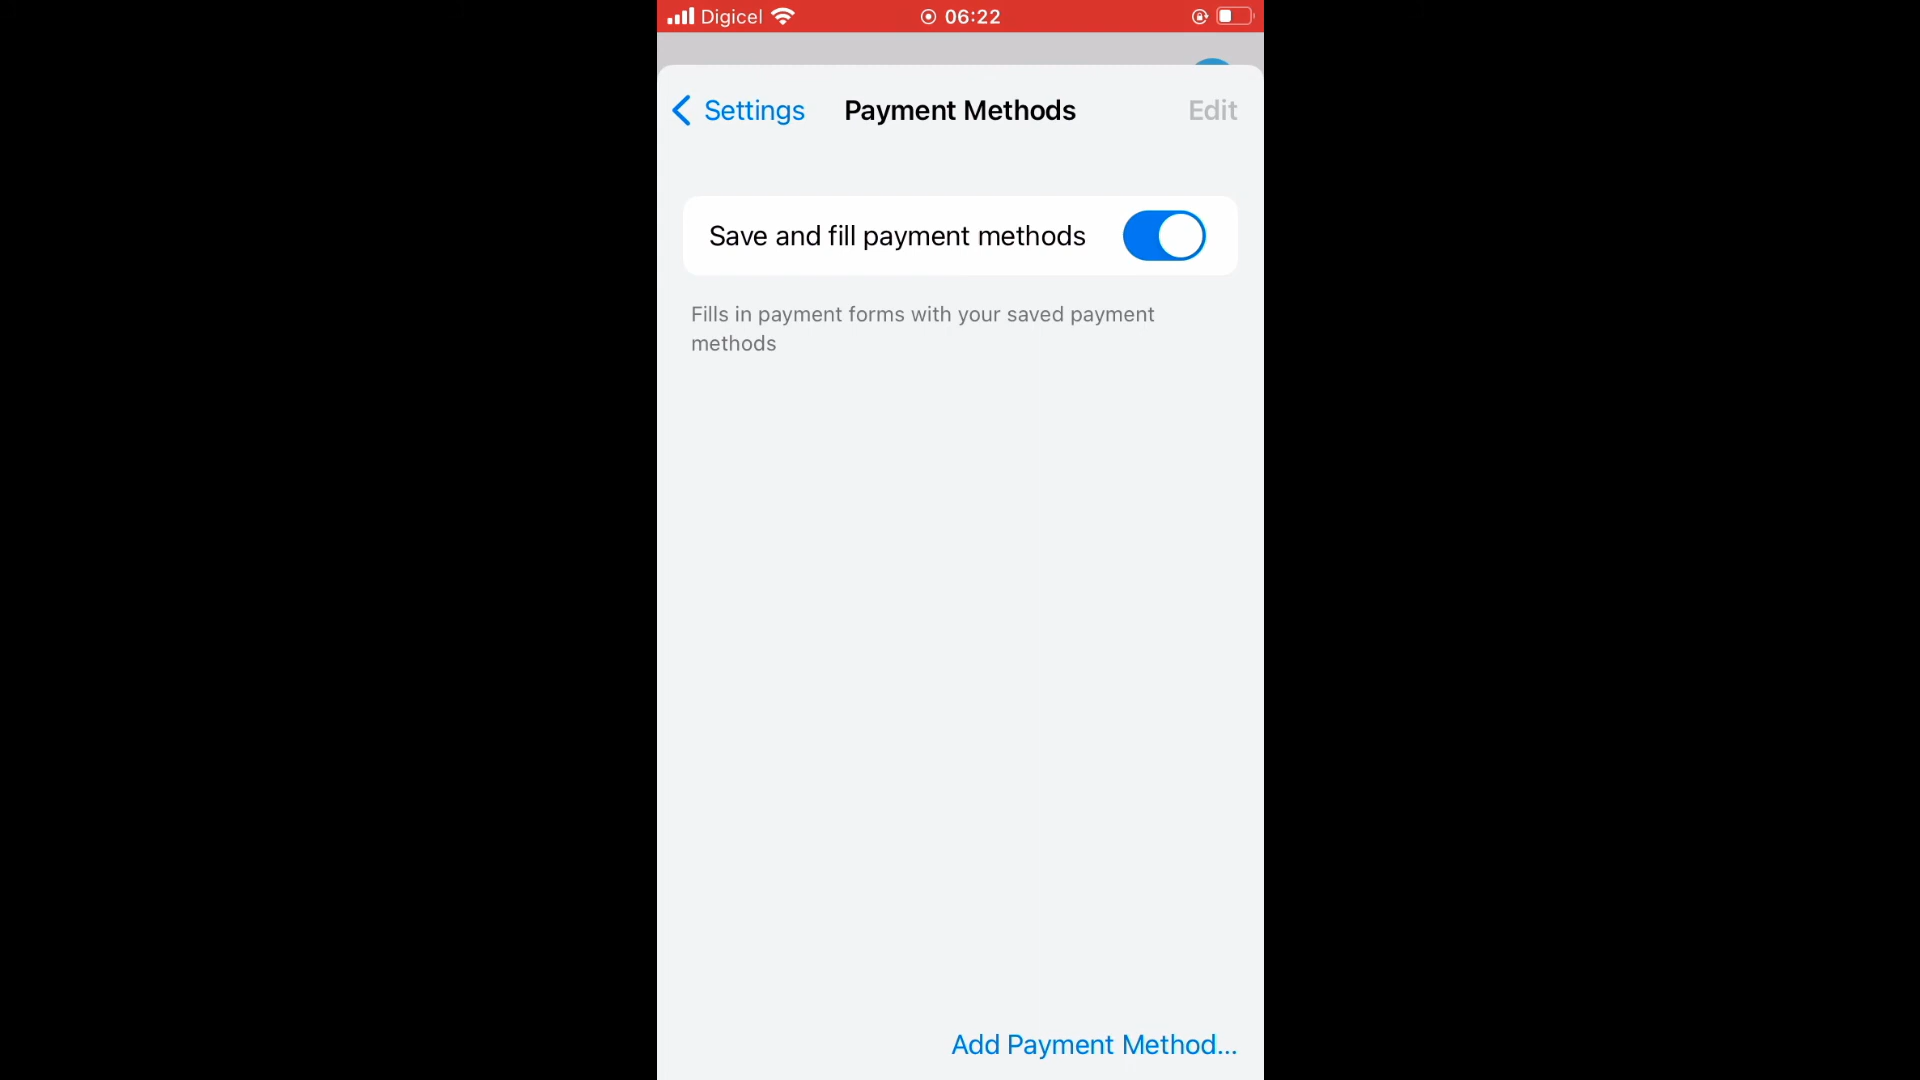 Digicel 06:22
Settings Payment Methods Edit
Save and fill payment methods
Fills in payment forms with your saved payment
methods
Add Payment Method...